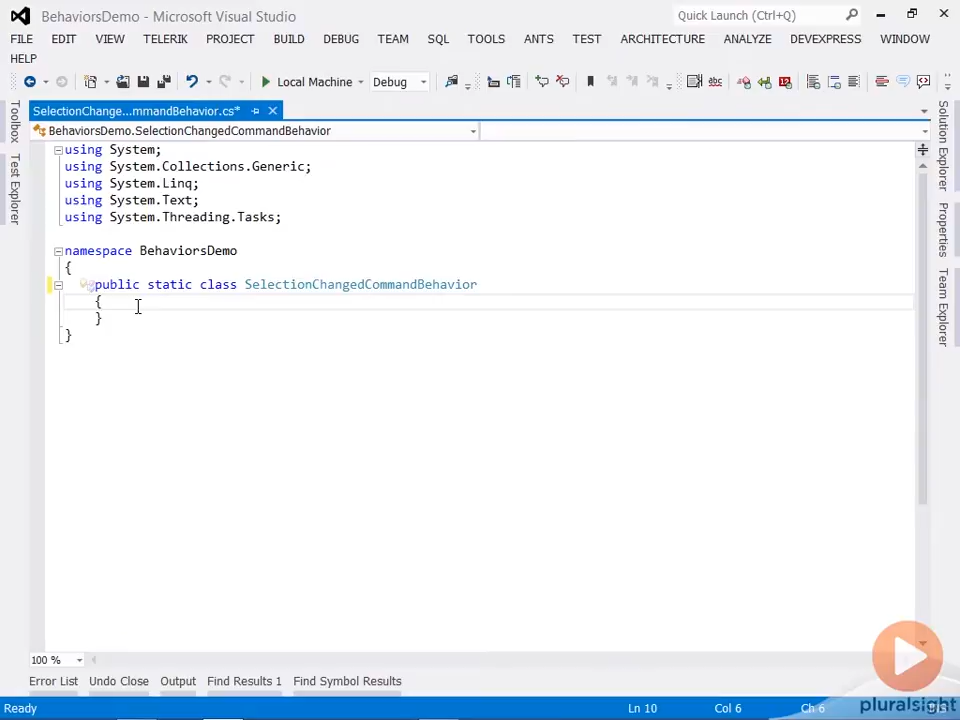 BehaviorsDemo - Microsoft Visual Studio
Quick Launch (Ctrl+Q)
FILE EDIT VIEW TELERIK PROJECT BUILD DEBUG TEAM SQL TOOLS ANTS TEST ARCHITECTURE ANALYZE DEVEXPRESS WINDOW
HELP
Local Machine Debug abc
SelectionChange...mmandBehavior.cs*
BehaviorsDemo.SelectionChangedCommandBehavior
Toolbox
Test Explorer
using System;
using System.Collections.Generic;
using System.Linq;
using System.Text;
using System.Threading.Tasks;
namespace BehaviorsDemo
{
public static class SelectionChangedCommandBehavior
{
}
}
Solution Explorer
Properties
Team Explorer
100 %
Error List Undo Close Output Find Results 1 Find Symbol Results
Ready Ln 10 Col 6 Ch 6
pluralsight